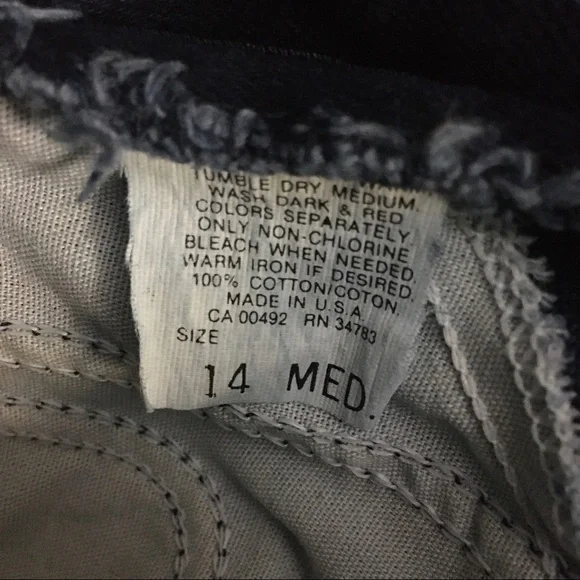 TUMBLE DRY MEDIUM.
WASH DARK & RED
COLORS SEPARATELY.
ONLY NON-CHLORINE
BLEACH WHEN NEEDED.
WARM IRON IF DESIRED.
100% COTTON/COTON.
MADE IN U.S.A.
CA 00492 RN 34783
SIZE
14 MED.